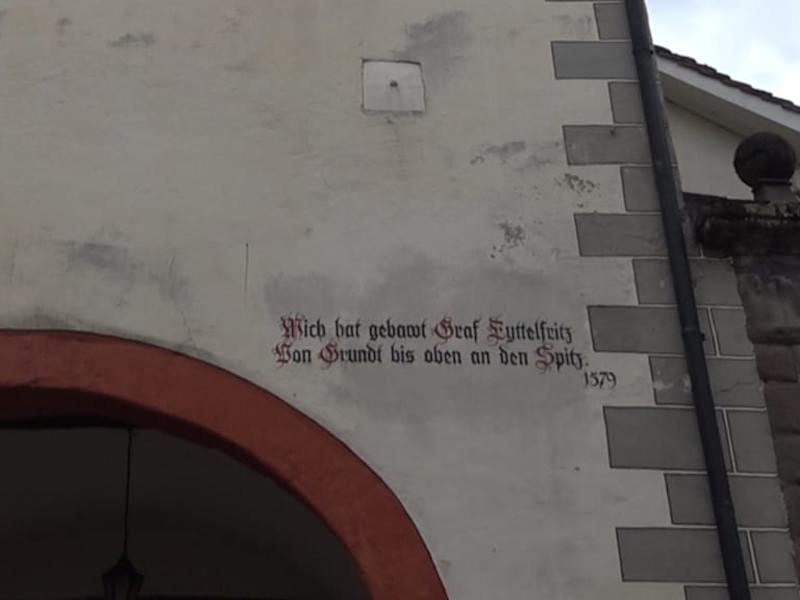 Mich hat gebawt Graf Eyttelfritz
Von Grundt bis oben an den Spitz.
1579